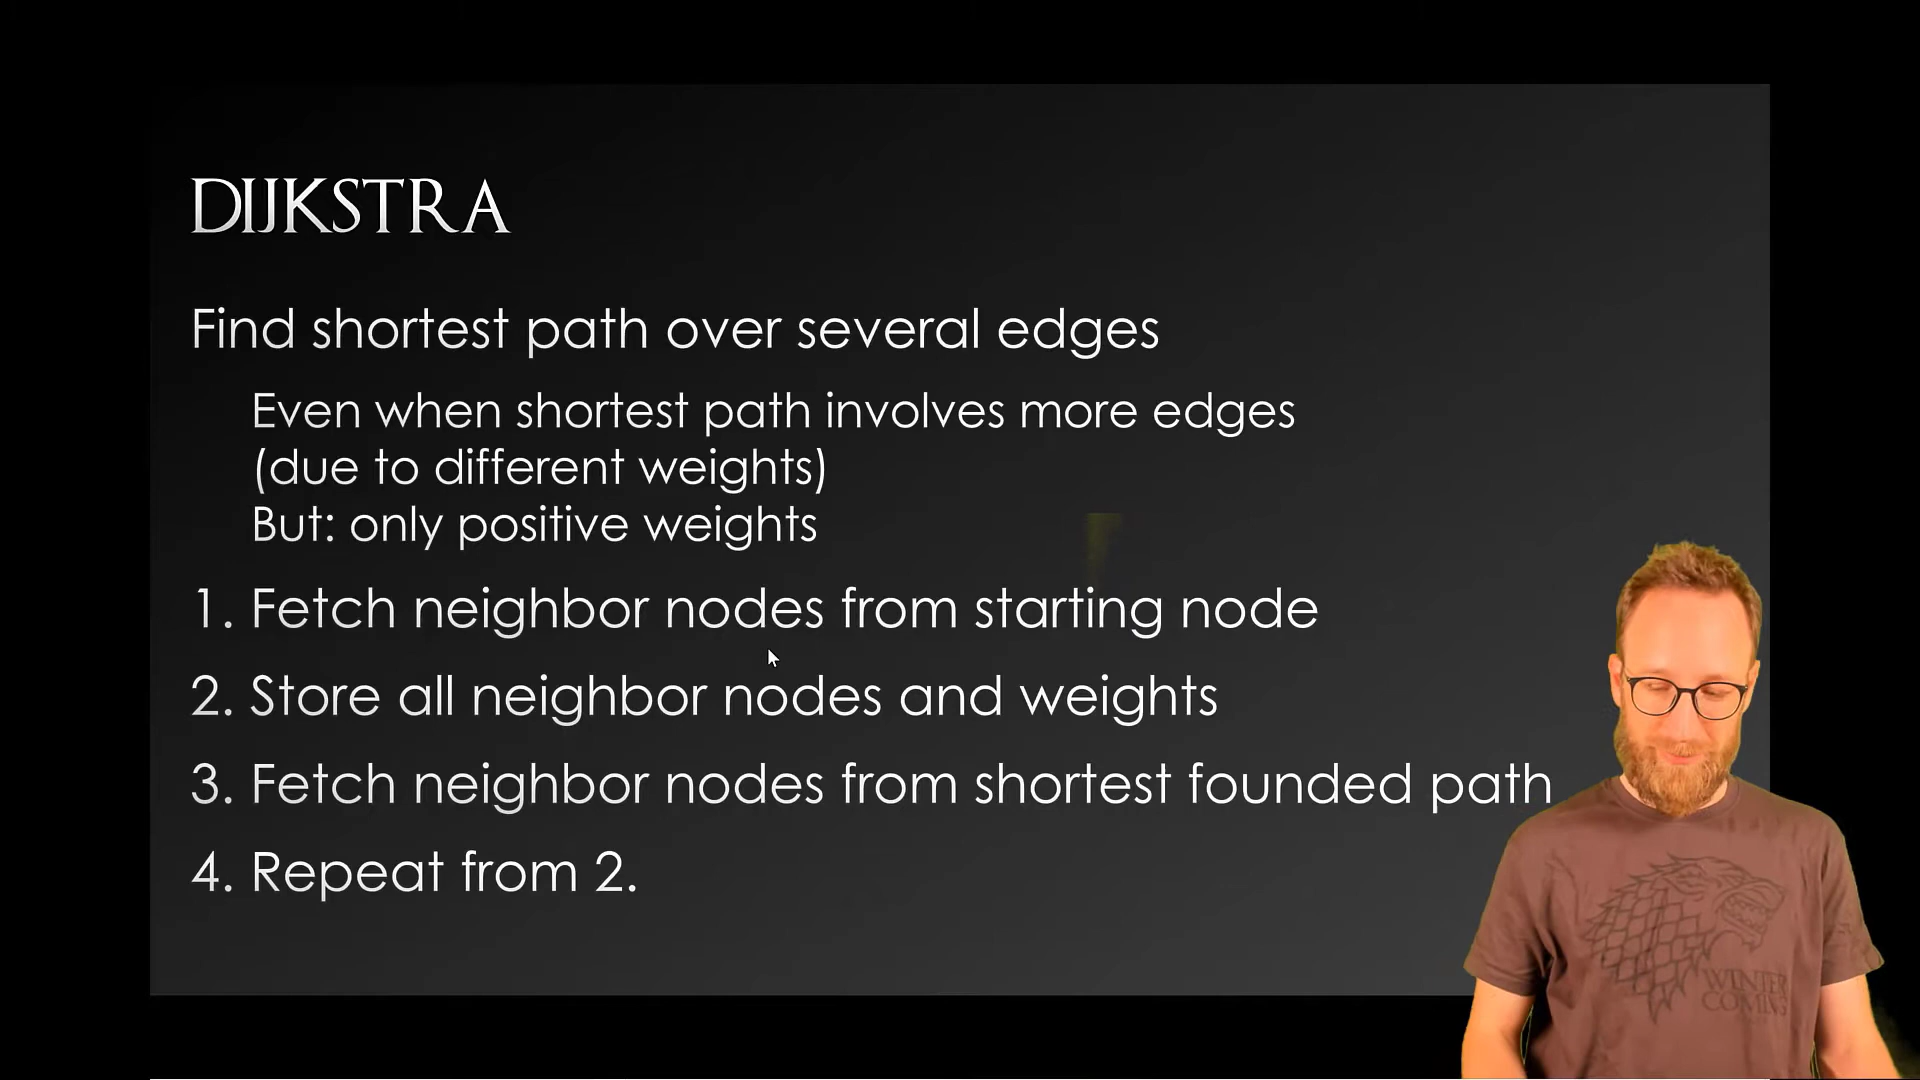 DIJKSTRA
Find shortest path over several edges
Even when shortest path involves more edges
(due to different weights)
But: only positive weights
1. Fetch neighbor nodes from starting node
2. Store all neighbor nodes and weights
3. Fetch neighbor nodes from shortest founded path
4. Repeat from 2.
WINTER
COMING